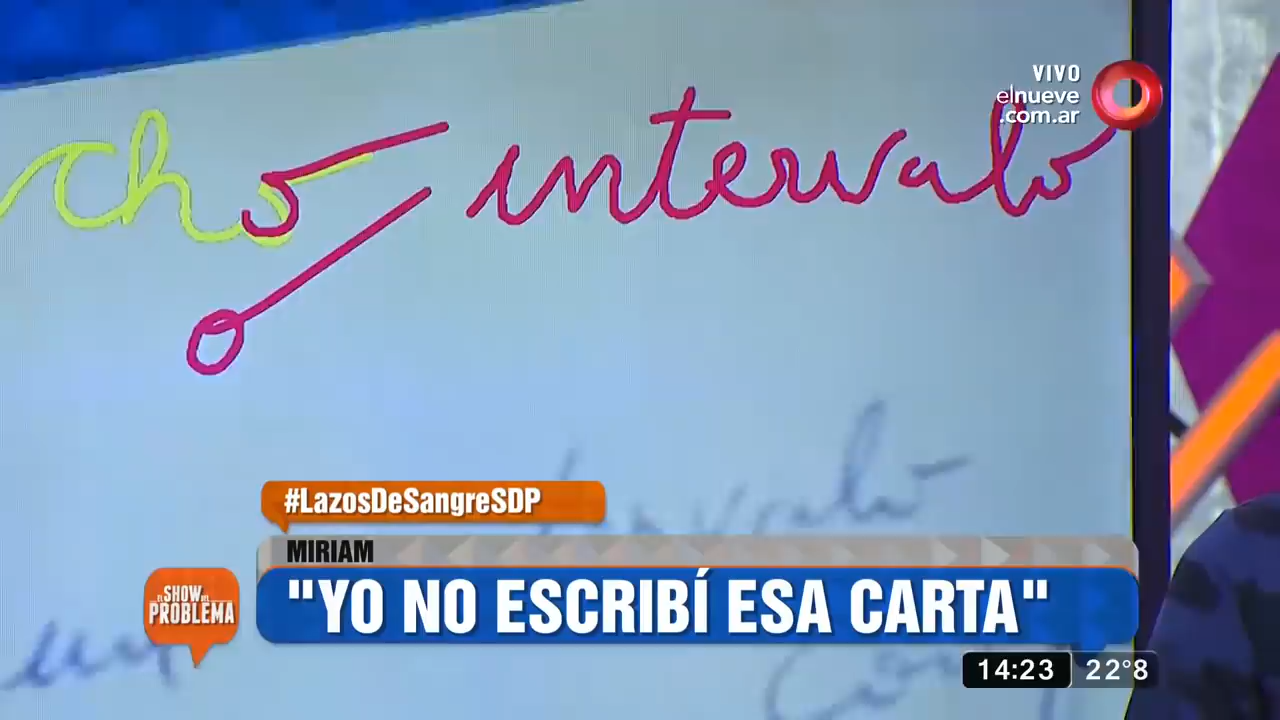 VIVO
elnueve
.com.ar
cho intervalo
#LazosDeSangreSDP
MIRIAM
"YO NO ESCRIBÍ ESA CARTA"
EL SHOW DEL
PROBLEMA
14:23 22°8